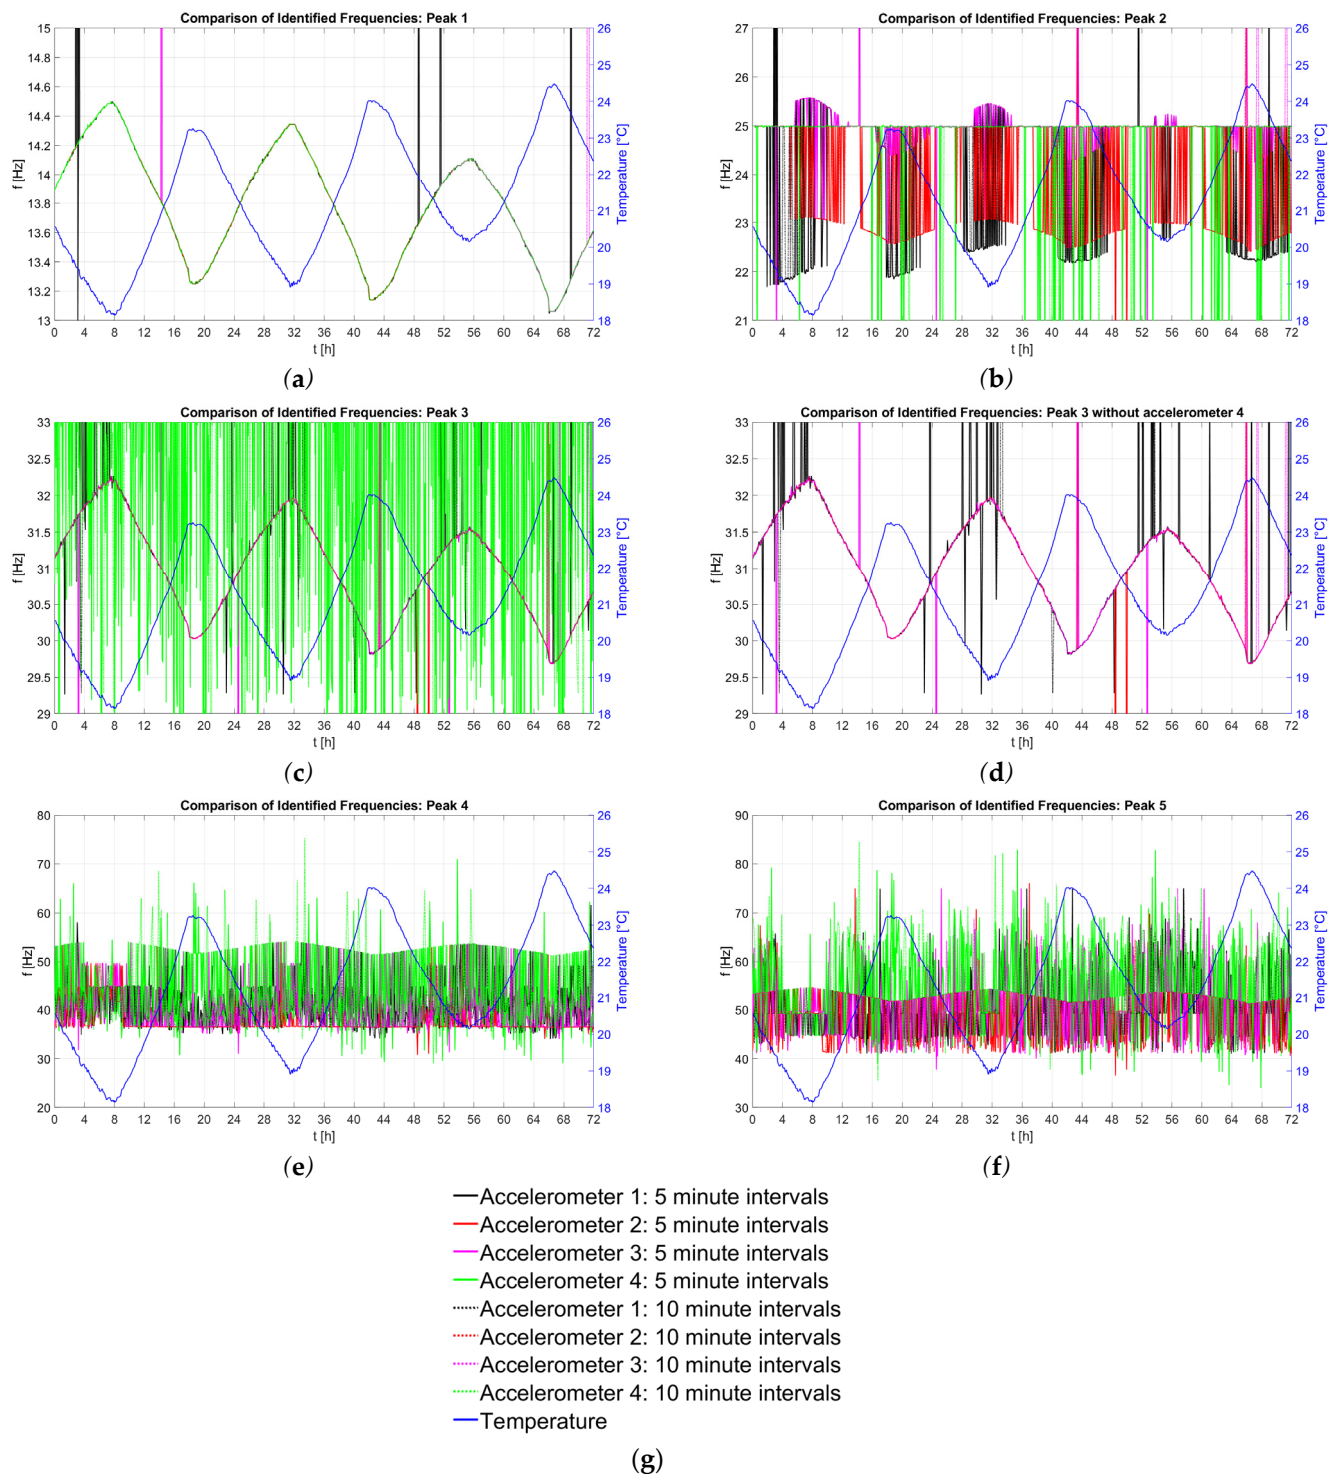 Comparison of Identified Frequencies: Peak 1
15
14.8
14.6
14.4
14.2
14
13.8
13.6
13.4
13.2
13
f [Hz]
26
25
24
23
22
21
20
19
18
Temperature [°C]
0 4 8 12 16 20 24 28 32 36 40 44 48 52 56 60 64 68 72
t [h]
(a)
Comparison of Identified Frequencies: Peak 2
27
26
25
24
23
22
21
f [Hz]
26
25
24
23
22
21
20
19
18
Temperature [°C]
0 4 8 12 16 20 24 28 32 36 40 44 48 52 56 60 64 68 72
t [h]
(b)
Comparison of Identified Frequencies: Peak 3
33
32.5
32
31.5
31
30.5
30
29.5
29
f [Hz]
26
25
24
23
22
21
20
19
18
Temperature [°C]
0 4 8 12 16 20 24 28 32 36 40 44 48 52 56 60 64 68 72
t [h]
(c)
Comparison of Identified Frequencies: Peak 3 without accelerometer 4
33
32.5
32
31.5
31
30.5
30
29.5
29
f [Hz]
26
25
24
23
22
21
20
19
18
Temperature [°C]
0 4 8 12 16 20 24 28 32 36 40 44 48 52 56 60 64 68 72
t [h]
(d)
Comparison of Identified Frequencies: Peak 4
80
70
60
50
40
30
20
f [Hz]
26
25
24
23
22
21
20
19
18
Temperature [°C]
0 4 8 12 16 20 24 28 32 36 40 44 48 52 56 60 64 68 72
t [h]
(e)
Comparison of Identified Frequencies: Peak 5
90
80
70
60
50
40
30
f [Hz]
26
25
24
23
22
21
20
19
18
Temperature [°C]
0 4 8 12 16 20 24 28 32 36 40 44 48 52 56 60 64 68 72
t [h]
(f)
Accelerometer 1: 5 minute intervals
Accelerometer 2: 5 minute intervals
Accelerometer 3: 5 minute intervals
Accelerometer 4: 5 minute intervals
Accelerometer 1: 10 minute intervals
Accelerometer 2: 10 minute intervals
Accelerometer 3: 10 minute intervals
Accelerometer 4: 10 minute intervals
Temperature
(g)